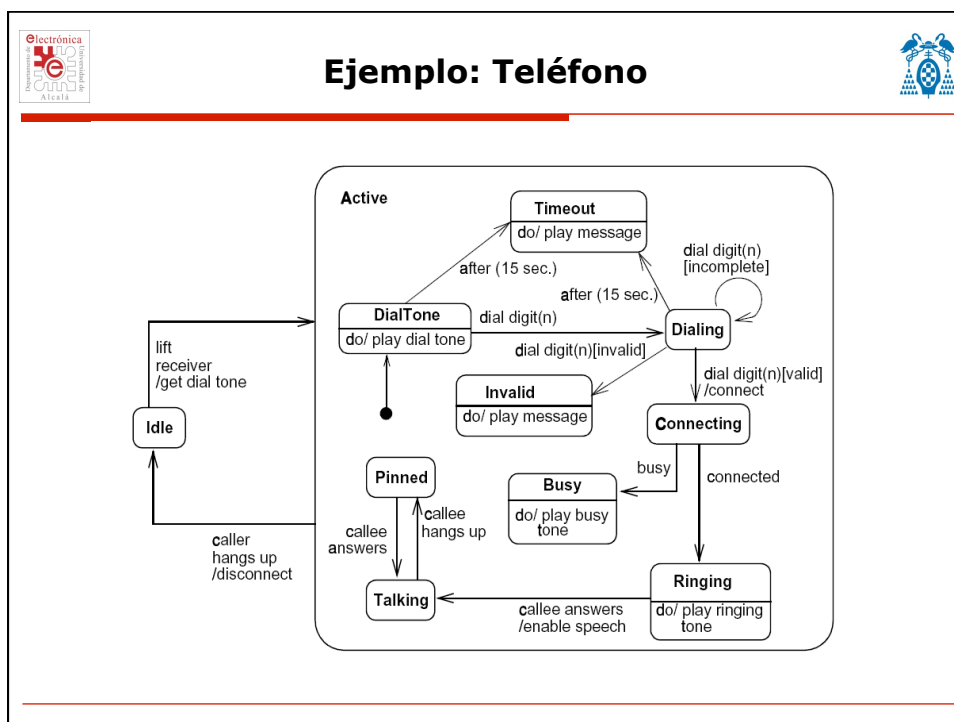 electrónica
Departamento de
Universidad de
Alcalá
Ejemplo: Teléfono
Active
Timeout
do/ play message
after (15 sec.)
dial digit(n)
[incomplete]
after (15 sec.)
DialTone
do/ play dial tone
dial digit(n)
Dialing
dial digit(n)[invalid]
lift
receiver
/get dial tone
Invalid
do/ play message
dial digit(n)[valid]
/connect
Idle
Connecting
Pinned
busy
connected
Busy
do/ play busy
tone
callee
answers
callee
hangs up
caller
hangs up
/disconnect
Talking
callee answers
/enable speech
Ringing
do/ play ringing
tone